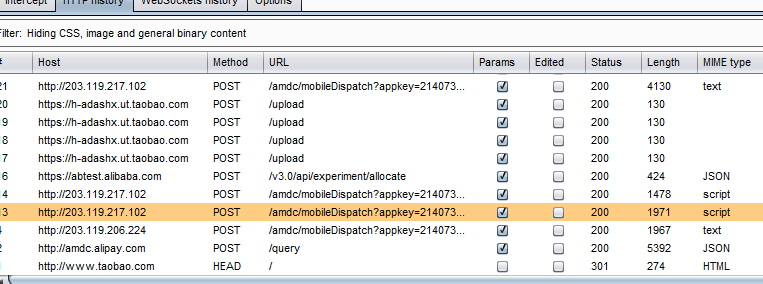 Intercept HTTP history WebSockets history Options
Filter: Hiding CSS, image and general binary content
# Host Method URL Params Edited Status Length MIME type
21 http://203.119.217.102 POST /amdc/mobileDispatch?appkey=214073... 200 4130 text
20 https://h-adashx.ut.taobao.com POST /upload 200 130
19 https://h-adashx.ut.taobao.com POST /upload 200 130
18 https://h-adashx.ut.taobao.com POST /upload 200 130
17 https://h-adashx.ut.taobao.com POST /upload 200 130
16 https://abtest.alibaba.com POST /v3.0/api/experiment/allocate 200 424 JSON
14 http://203.119.217.102 POST /amdc/mobileDispatch?appkey=214073... 200 1478 script
13 http://203.119.217.102 POST /amdc/mobileDispatch?appkey=214073... 200 1971 script
4 http://203.119.206.224 POST /amdc/mobileDispatch?appkey=214073... 200 1967 text
2 http://amdc.alipay.com POST /query 200 5392 JSON
http://www.taobao.com HEAD / 301 274 HTML